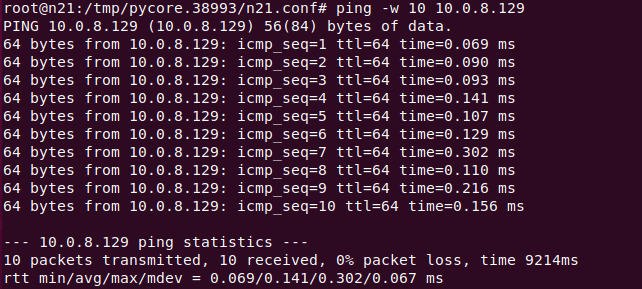 root@n21:/tmp/pycore.38993/n21.conf# ping -w 10 10.0.8.129
PING 10.0.8.129 (10.0.8.129) 56(84) bytes of data.
64 bytes from 10.0.8.129: icmp_seq=1 ttl=64 time=0.069 ms
64 bytes from 10.0.8.129: icmp_seq=2 ttl=64 time=0.090 ms
64 bytes from 10.0.8.129: icmp_seq=3 ttl=64 time=0.093 ms
64 bytes from 10.0.8.129: icmp_seq=4 ttl=64 time=0.141 ms
64 bytes from 10.0.8.129: icmp_seq=5 ttl=64 time=0.107 ms
64 bytes from 10.0.8.129: icmp_seq=6 ttl=64 time=0.129 ms
64 bytes from 10.0.8.129: icmp_seq=7 ttl=64 time=0.302 ms
64 bytes from 10.0.8.129: icmp_seq=8 ttl=64 time=0.110 ms
64 bytes from 10.0.8.129: icmp_seq=9 ttl=64 time=0.216 ms
64 bytes from 10.0.8.129: icmp_seq=10 ttl=64 time=0.156 ms
--- 10.0.8.129 ping statistics ---
10 packets transmitted, 10 received, 0% packet loss, time 9214ms
rtt min/avg/max/mdev = 0.069/0.141/0.302/0.067 ms